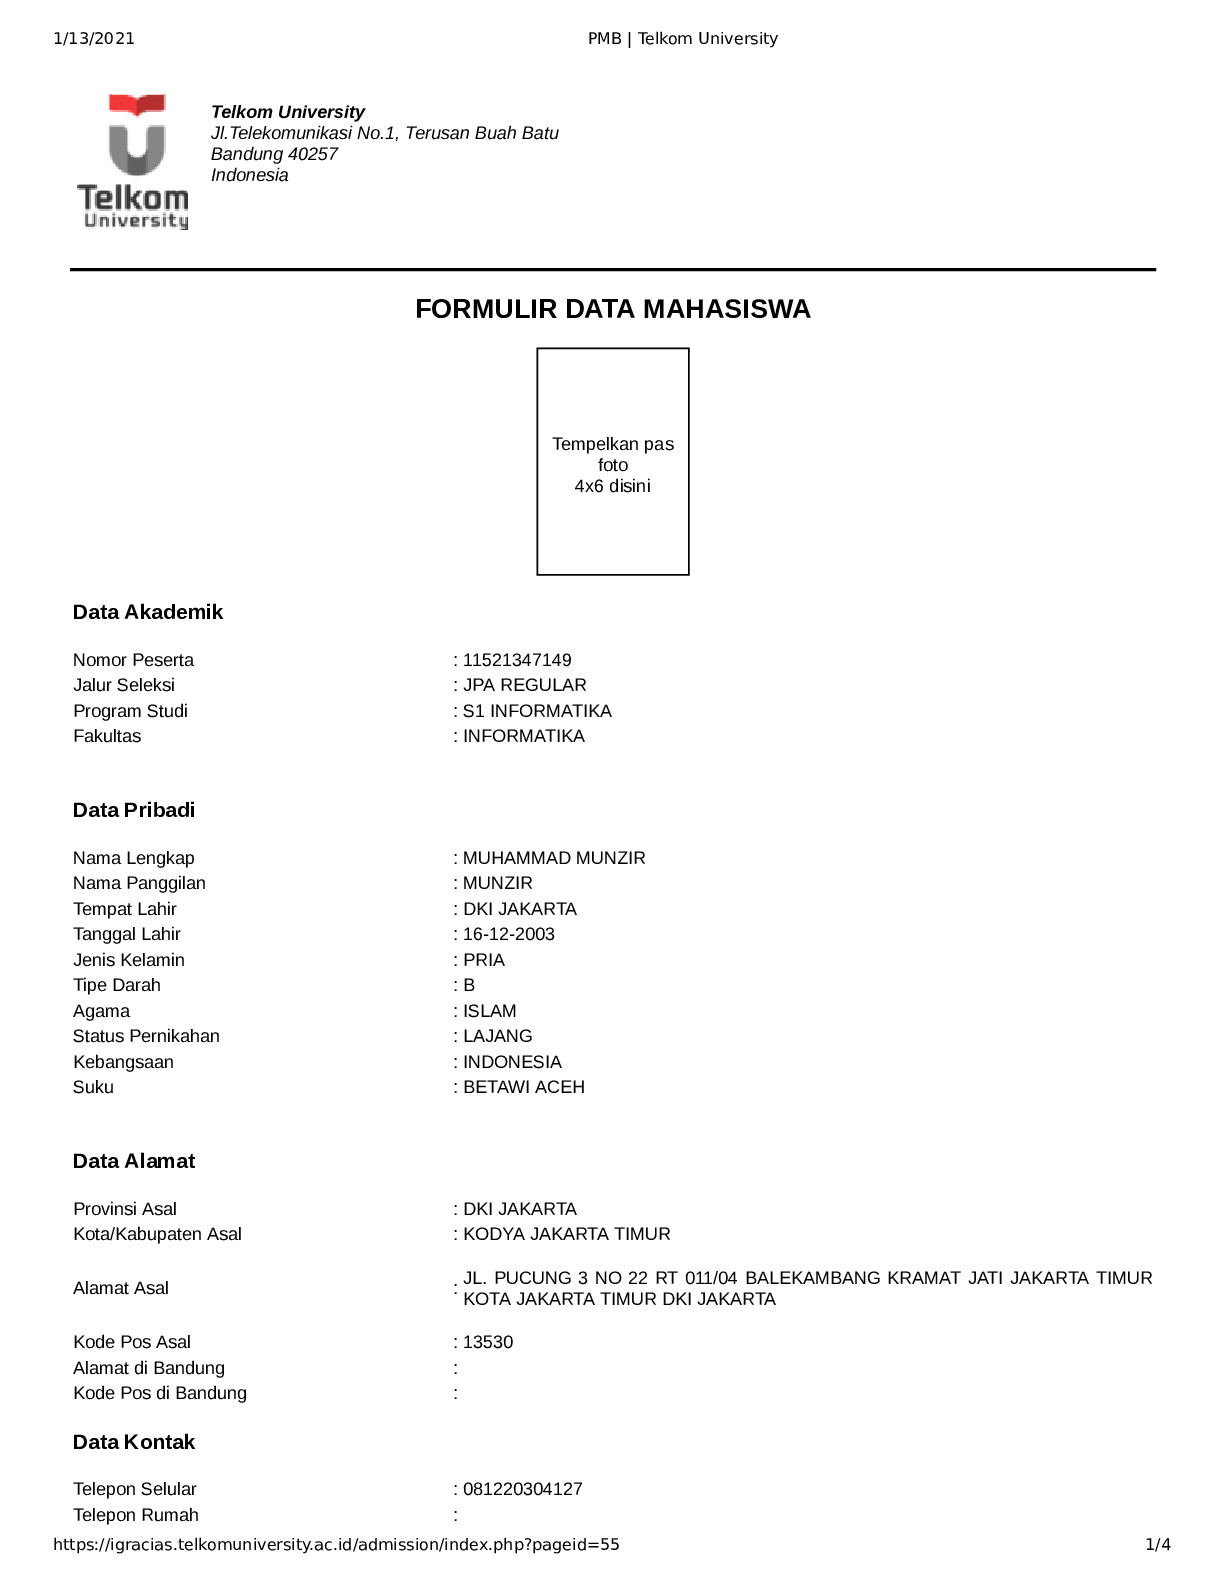 1/13/2021 PMB | Telkom University
Telkom University
Telkom University
Jl.Telekomunikasi No.1, Terusan Buah Batu
Bandung 40257
Indonesia
FORMULIR DATA MAHASISWA
Tempelkan pas
foto
4x6 disini
Data Akademik
Nomor Peserta : 11521347149
Jalur Seleksi : JPA REGULAR
Program Studi : S1 INFORMATIKA
Fakultas : INFORMATIKA
Data Pribadi
Nama Lengkap : MUHAMMAD MUNZIR
Nama Panggilan : MUNZIR
Tempat Lahir : DKI JAKARTA
Tanggal Lahir : 16-12-2003
Jenis Kelamin : PRIA
Tipe Darah : B
Agama : ISLAM
Status Pernikahan : LAJANG
Kebangsaan : INDONESIA
Suku : BETAWI ACEH
Data Alamat
Provinsi Asal : DKI JAKARTA
Kota/Kabupaten Asal : KODYA JAKARTA TIMUR
Alamat Asal : JL. PUCUNG 3 NO 22 RT 011/04 BALEKAMBANG KRAMAT JATI JAKARTA TIMUR
KOTA JAKARTA TIMUR DKI JAKARTA
Kode Pos Asal : 13530
Alamat di Bandung :
Kode Pos di Bandung :
Data Kontak
Telepon Selular : 081220304127
Telepon Rumah :
https://igracias.telkomuniversity.ac.id/admission/index.php?pageid=55 1/4